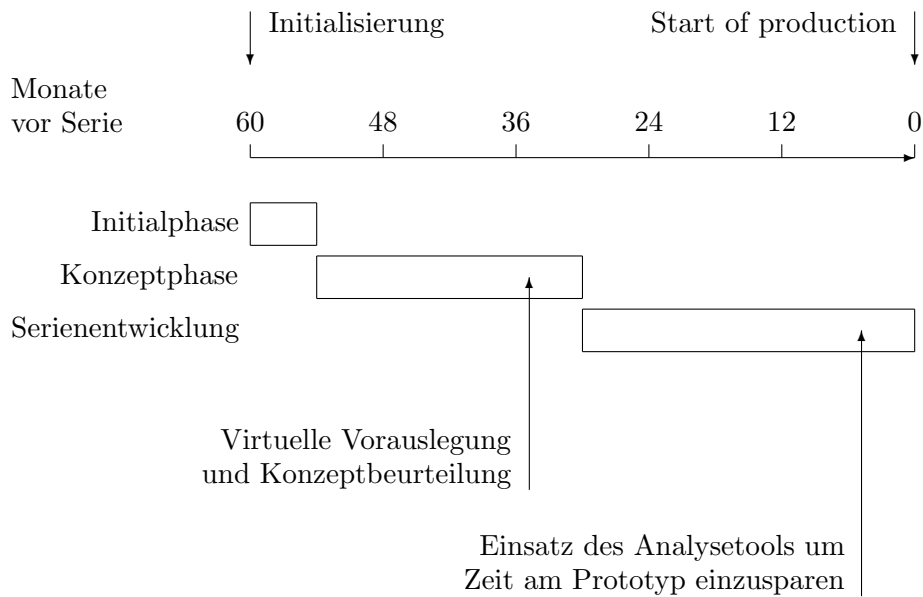 Initialisierung
Start of production
Monate
vor Serie
60 48 36 24 12 0
Initialphase
Konzeptphase
Serienentwicklung
Virtuelle Vorauslegung
und Konzeptbeurteilung
Einsatz des Analysetools um
Zeit am Prototyp einzusparen